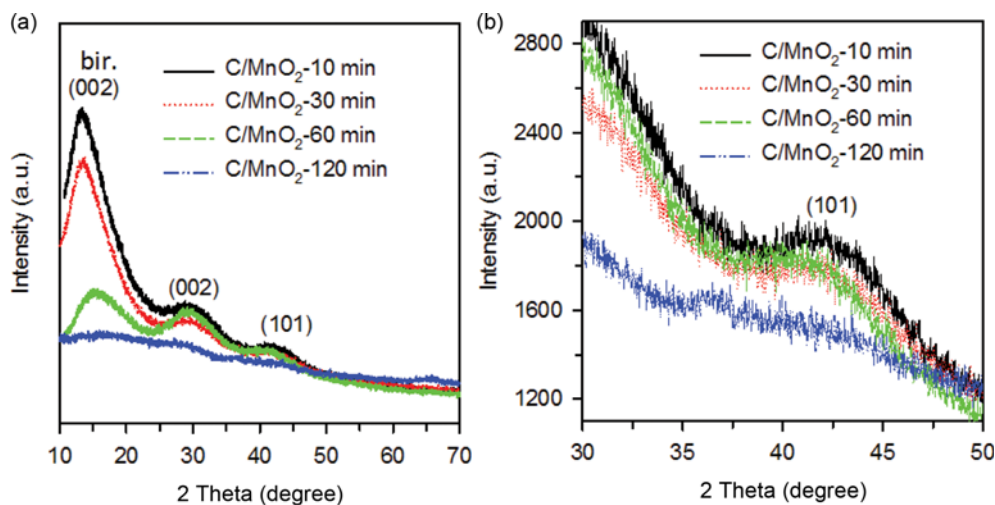 (a)
bir.
(002)
C/MnO₂-10 min
C/MnO₂-30 min
C/MnO₂-60 min
C/MnO₂-120 min
(002)
(101)
Intensity (a.u.)
10 20 30 40 50 60 70
2 Theta (degree)
(b)
2800
2400
2000
1600
1200
C/MnO₂-10 min
C/MnO₂-30 min
C/MnO₂-60 min
C/MnO₂-120 min
(101)
Intensity (a.u.)
30 35 40 45 50
2 Theta (degree)